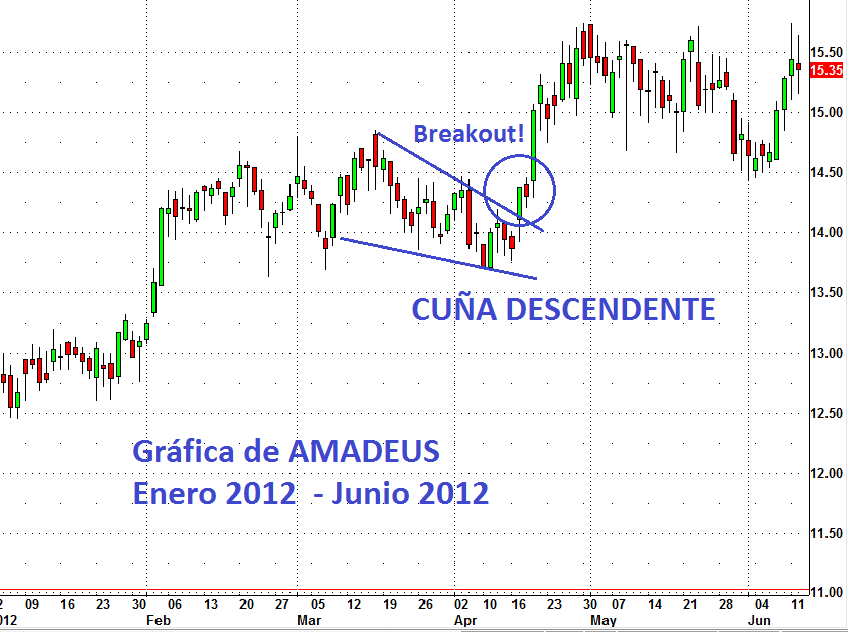 Breakout!
15.50
15.35
15.00
14.50
14.00
CUÑA DESCENDENTE
13.50
13.00
12.50
Gráfica de AMADEUS
12.00
Enero 2012 - Junio 2012
11.50
11.00
09 16 23 30 06 13 20 27 05 12 19 26 02 10 16 23 30 07 14 21 28 04 11
012 Feb Mar Apr May Jun